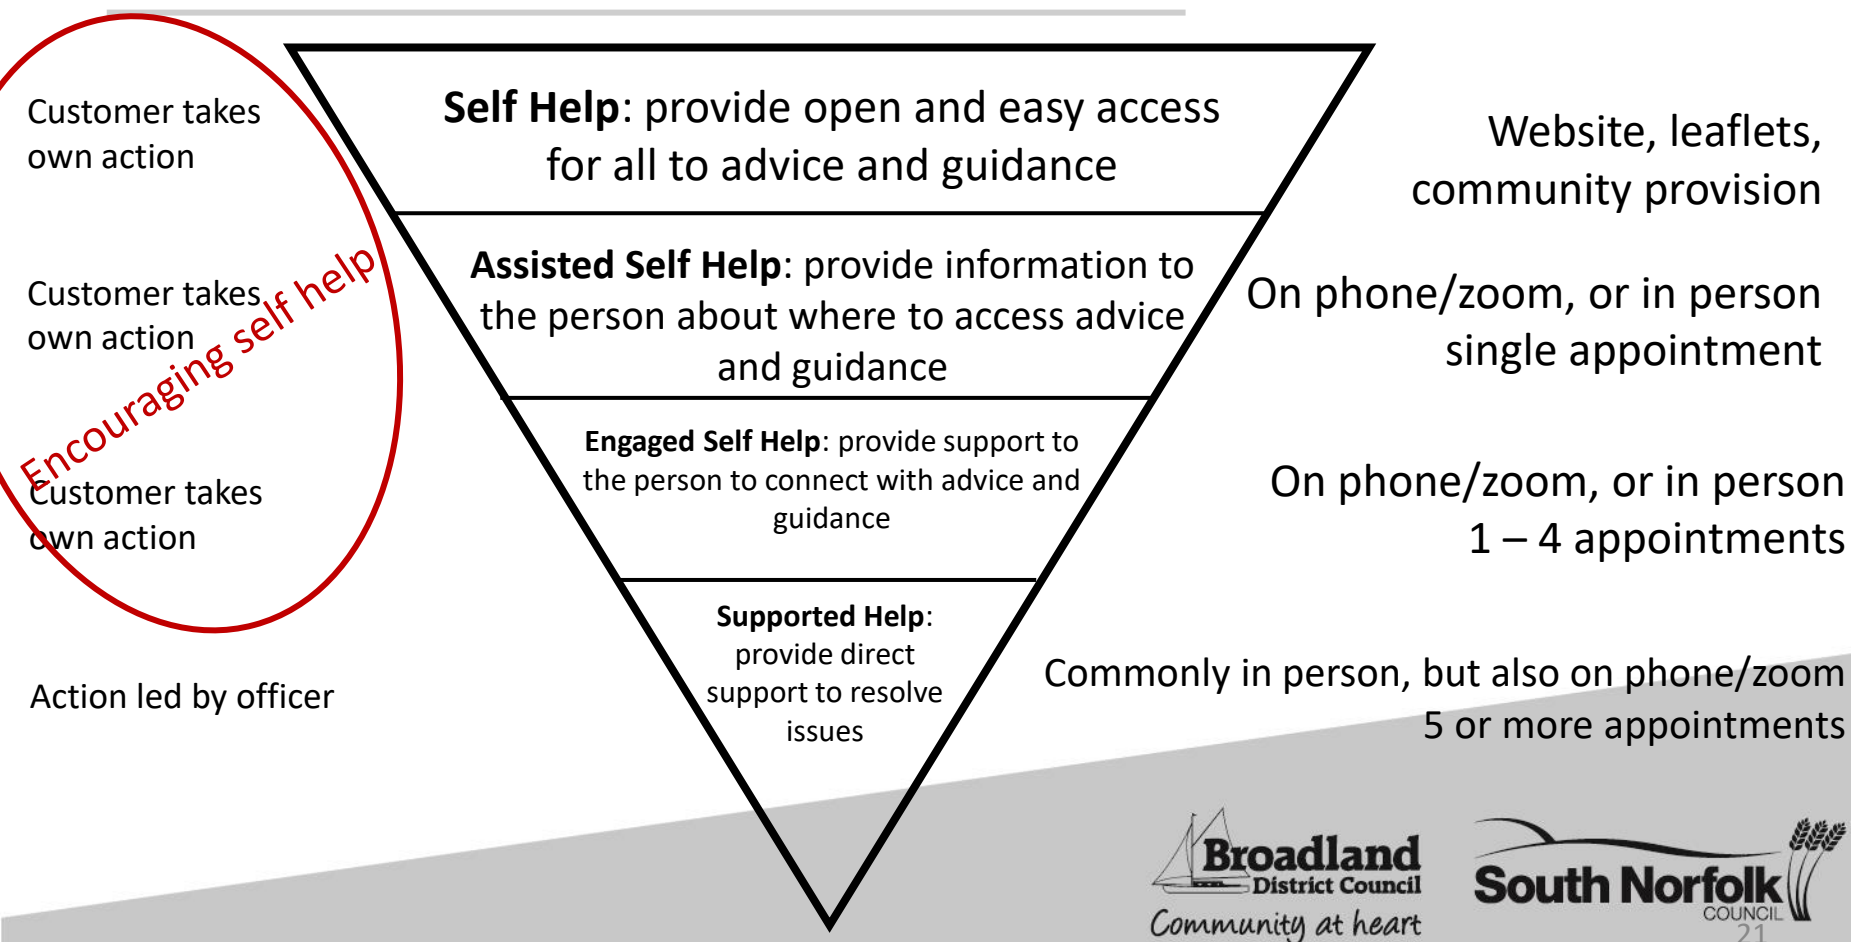 Customer takes
own action
Self Help: provide open and easy access
for all to advice and guidance
Website, leaflets,
community provision
Customer takes
own action
Assisted Self Help: provide information to
the person about where to access advice
and guidance
On phone/zoom, or in person
single appointment
Encouraging self help
Customer takes
own action
Engaged Self Help: provide support to
the person to connect with advice and
guidance
On phone/zoom, or in person
1 – 4 appointments
Action led by officer
Supported Help:
provide direct
support to resolve
issues
Commonly in person, but also on phone/zoom
5 or more appointments
Broadland
District Council
Community at heart
South Norfolk
COUNCIL
21